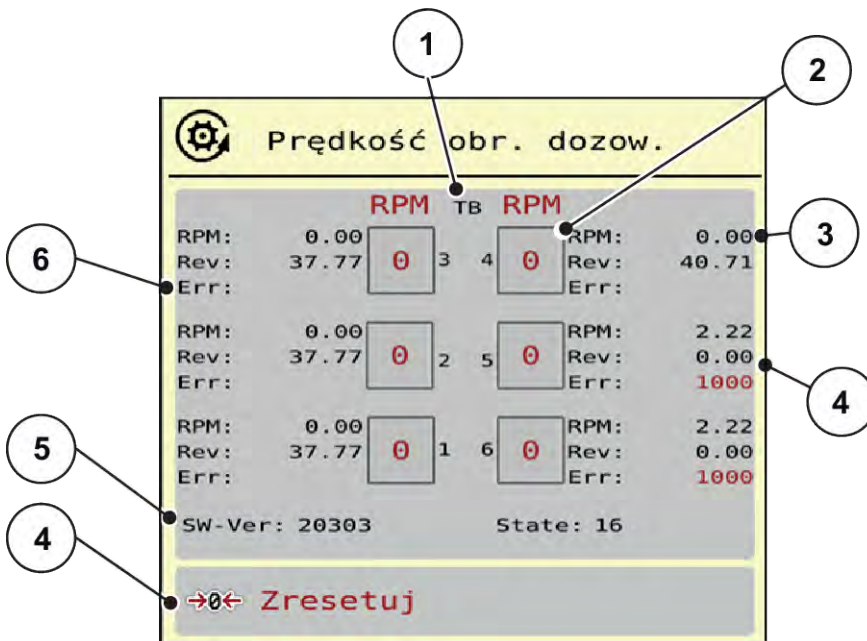 1
2
Prędkość obr. dozow.
RPM TB RPM
RPM: 0.00 RPM: 0.00
3
6
Rev: 37.77 0 3 4 0 Rev: 40.71
Err: Err:
RPM: 0.00 RPM: 2.22
Rev: 37.77 0 2 5 0 Rev: 0.00
Err: Err: 1000
4
RPM: 0.00 RPM: 2.22
5
Rev: 37.77 0 1 6 0 Rev: 0.00
Err: Err: 1000
SW-Ver: 20303 State: 16
4
→0← Zresetuj